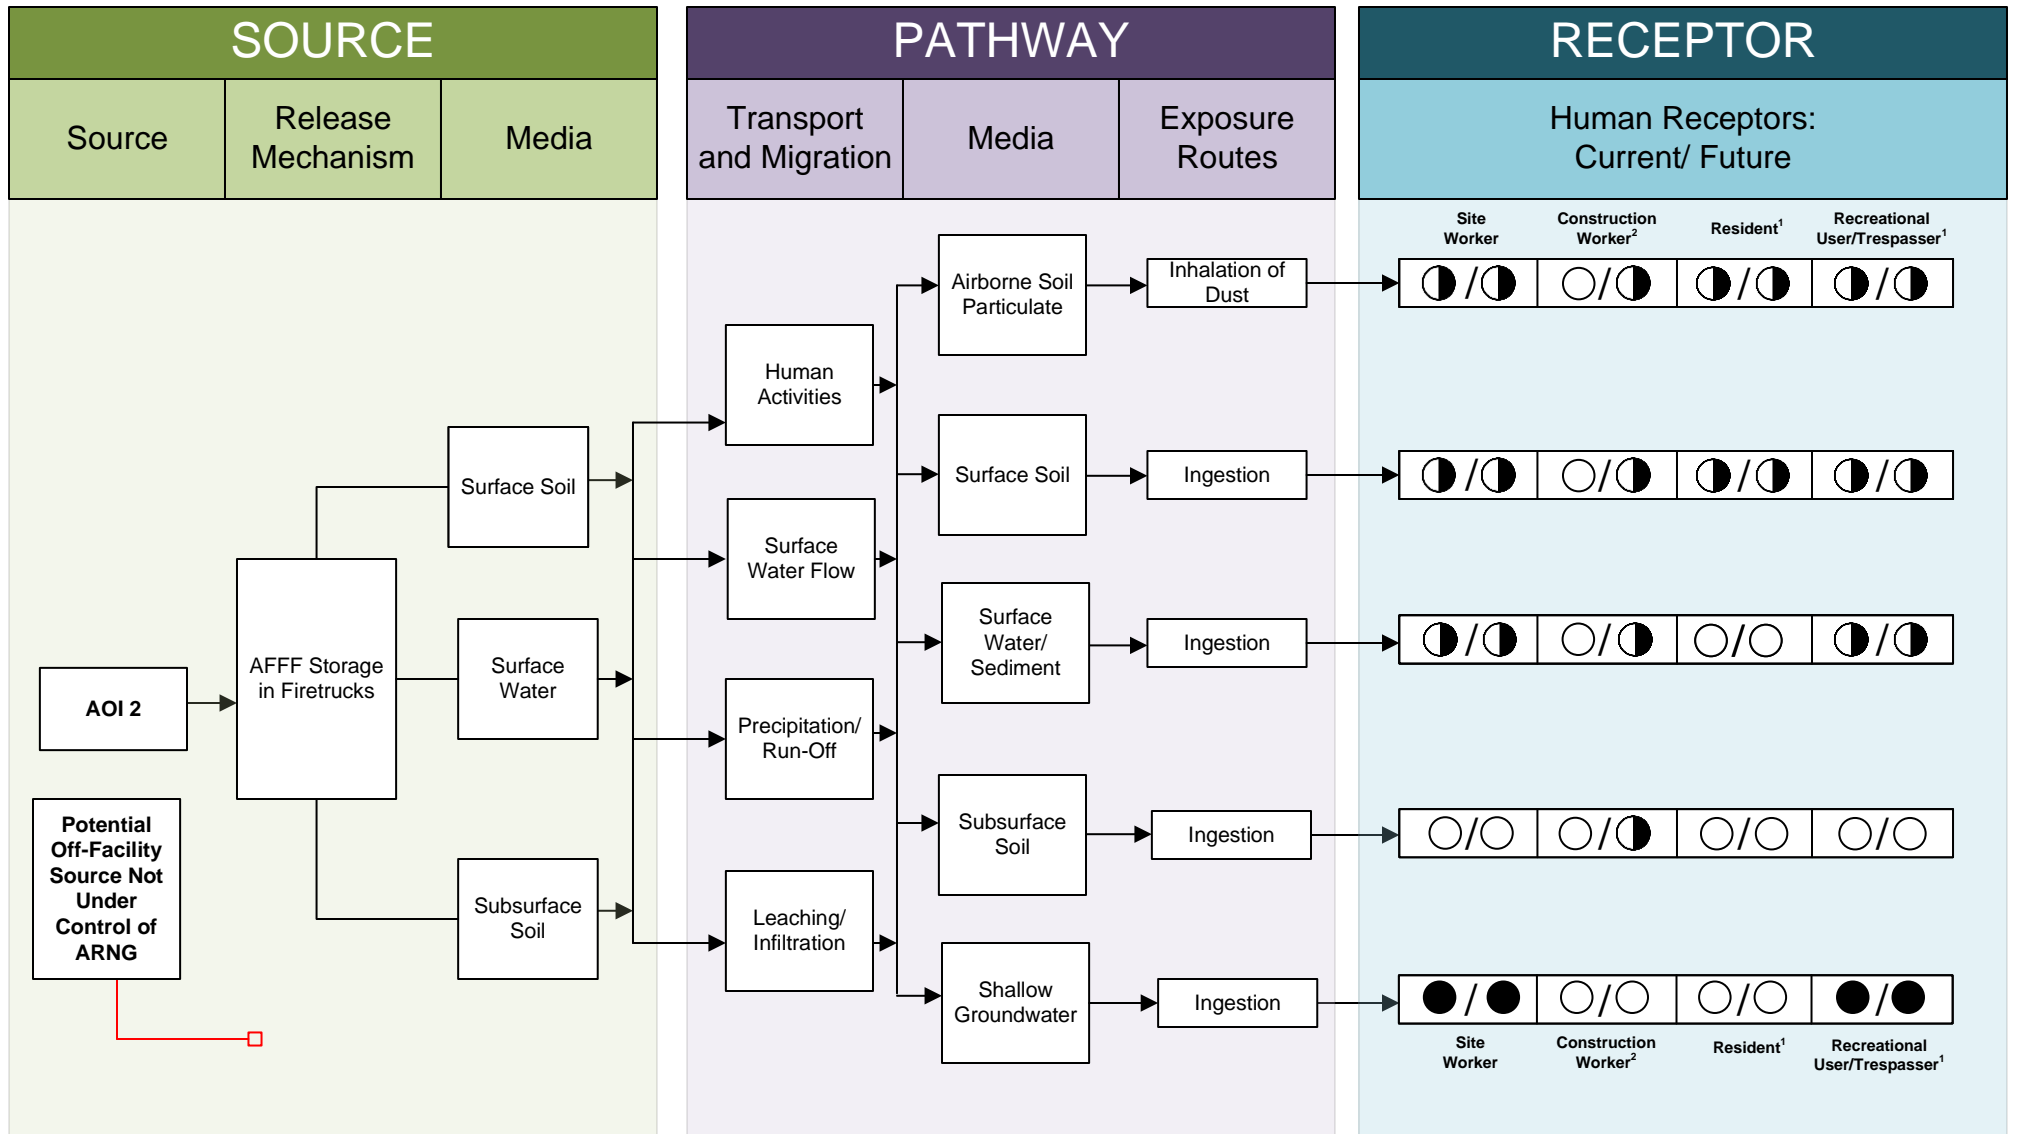 SOURCE
PATHWAY
RECEPTOR
Source
Release
Mechanism
Media
Transport
and Migration
Media
Exposure
Routes
Human Receptors:
Current/ Future
Site
Worker
Construction
Worker²
Resident¹
Recreational
User/Trespasser¹
Airborne Soil
Particulate
Inhalation of
Dust
/
/
/
/
Human
Activities
Surface Soil
Surface Soil
Ingestion
/
/
/
/
Surface
Water Flow
Surface
Water/
Sediment
Ingestion
/
/
/
/
AOI 2
AFFF Storage
in Firetrucks
Surface
Water
Precipitation/
Run-Off
Subsurface
Soil
Ingestion
/
/
/
/
Potential
Off-Facility
Source Not
Under
Control of
ARNG
Subsurface
Soil
Leaching/
Infiltration
Shallow
Groundwater
Ingestion
/
/
/
/
Site
Worker
Construction
Worker²
Resident¹
Recreational
User/Trespasser¹